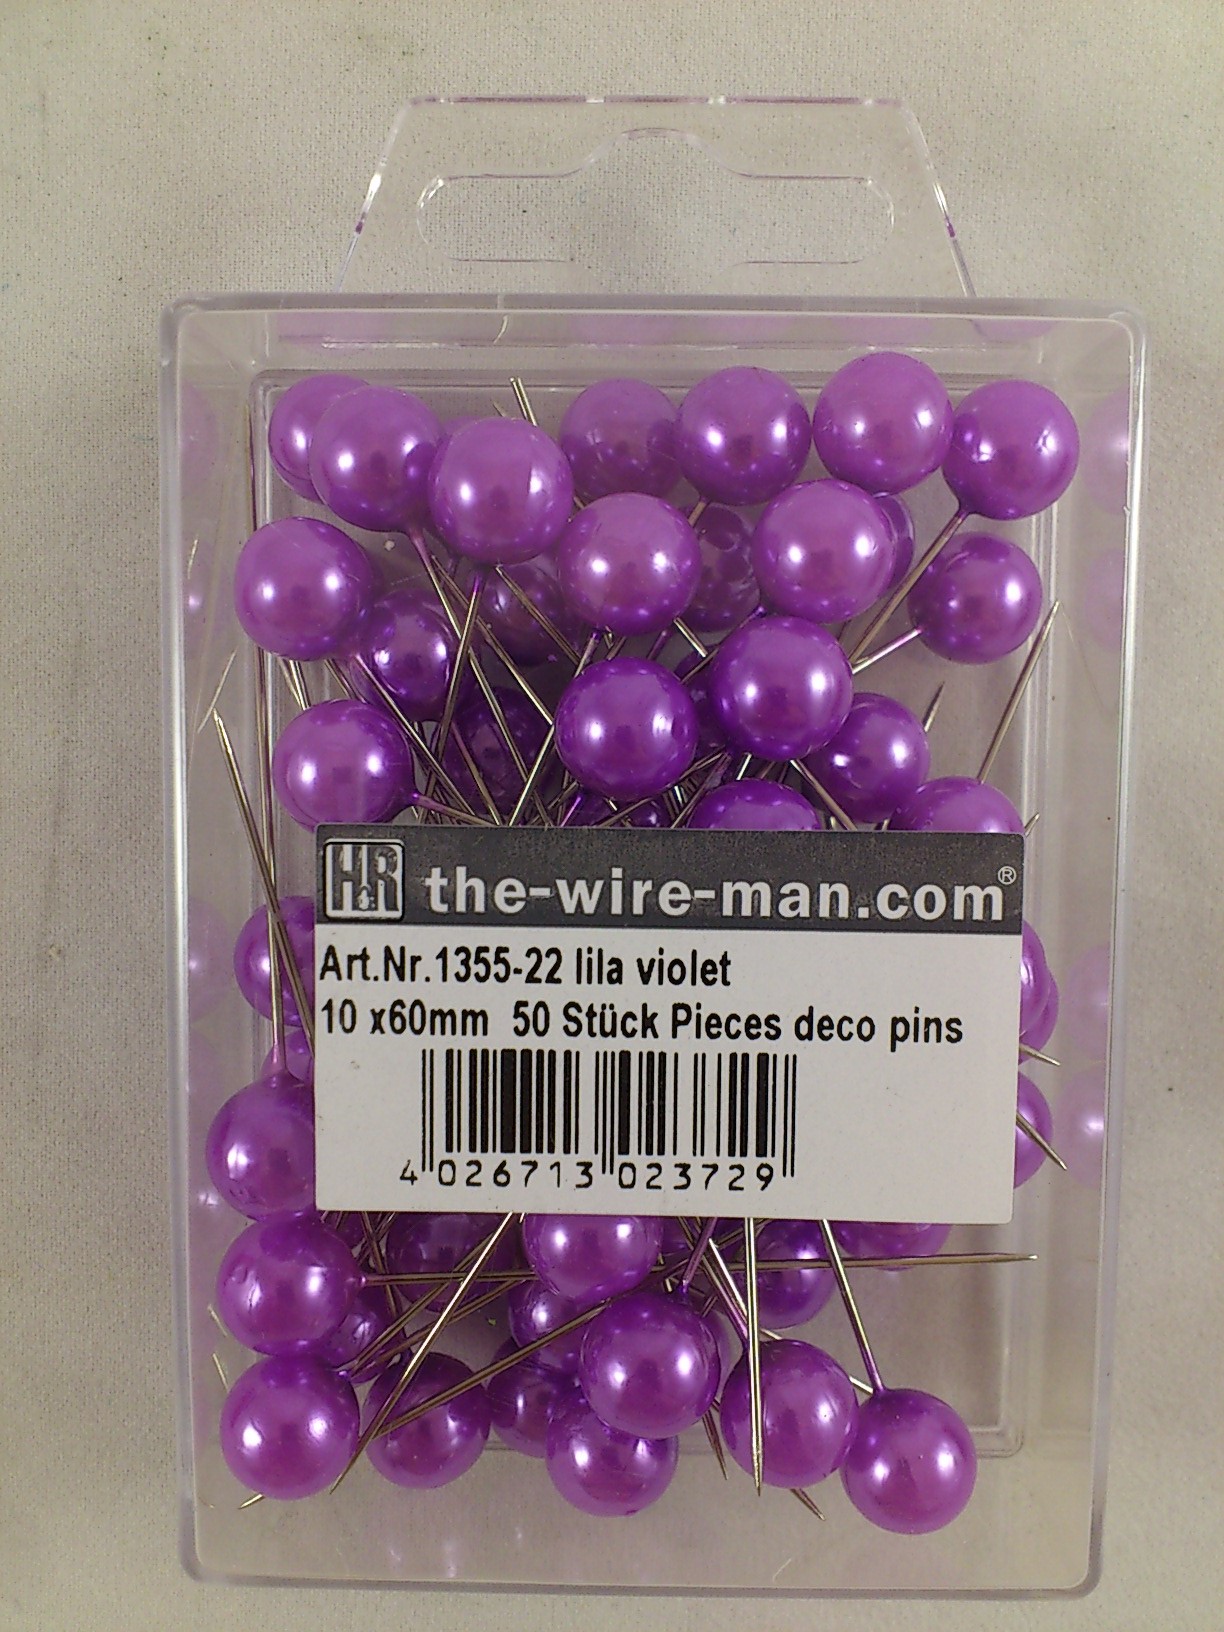 HR the-wire-man.com®
Art.Nr.1355-22 lila violet
10 x60mm 50 Stück Pieces deco pins
4 026713 023729